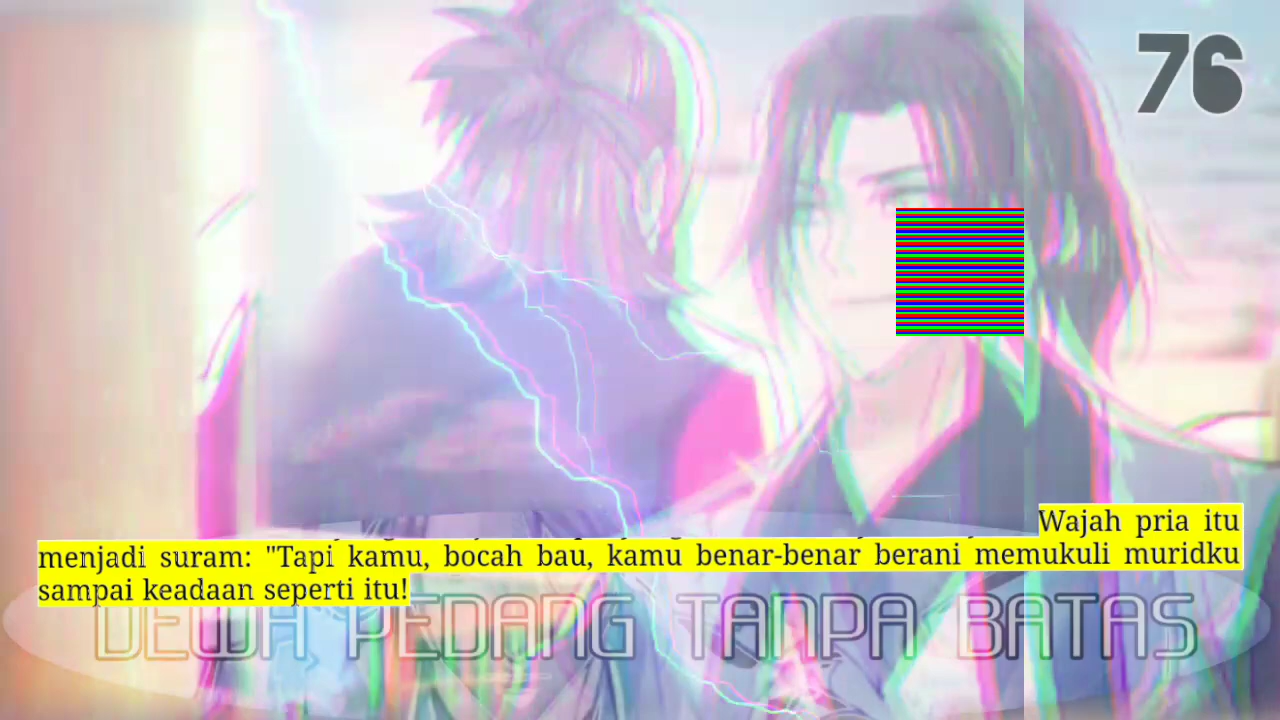 76
Wajah pria itu
menjadi suram: "Tapi kamu, bocah bau, kamu benar-benar berani memukuli muridku
sampai keadaan seperti itu!
DEWA PEDANG TANPA BATAS